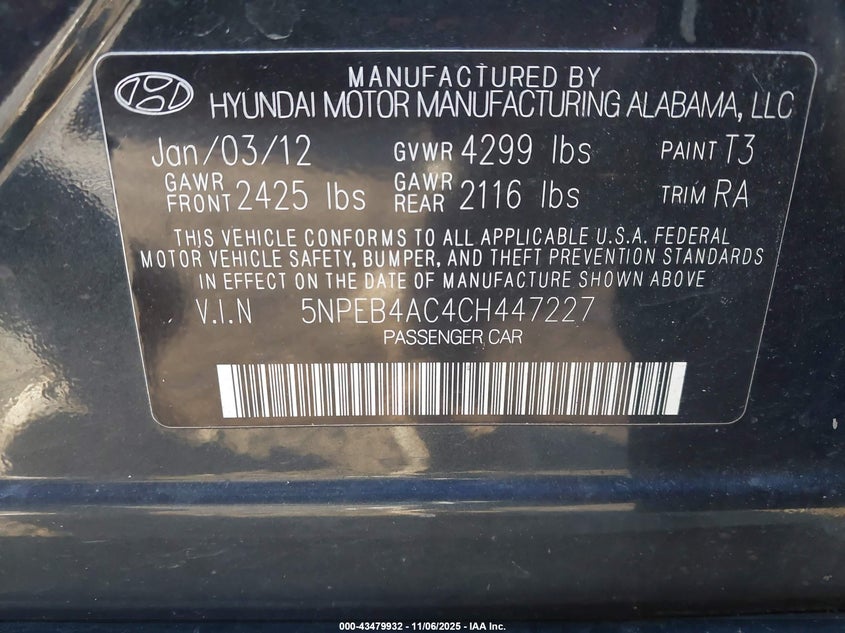 MANUFACTURED BY
HYUNDAI MOTOR MANUFACTURING ALABAMA, LLC
Jan/03/12 GVWR 4299 lbs PAINT T3
GAWR FRONT 2425 lbs GAWR REAR 2116 lbs TRIM RA
THIS VEHICLE CONFORMS TO ALL APPLICABLE U.S.A. FEDERAL
MOTOR VEHICLE SAFETY, BUMPER, AND THEFT PREVENTION STANDARDS
IN EFFECT ON THE DATE OF MANUFACTURE SHOWN ABOVE
V.I.N 5NPEB4AC4CH447227
PASSENGER CAR
000-43479932 - 11/06/2025 - IAA Inc.